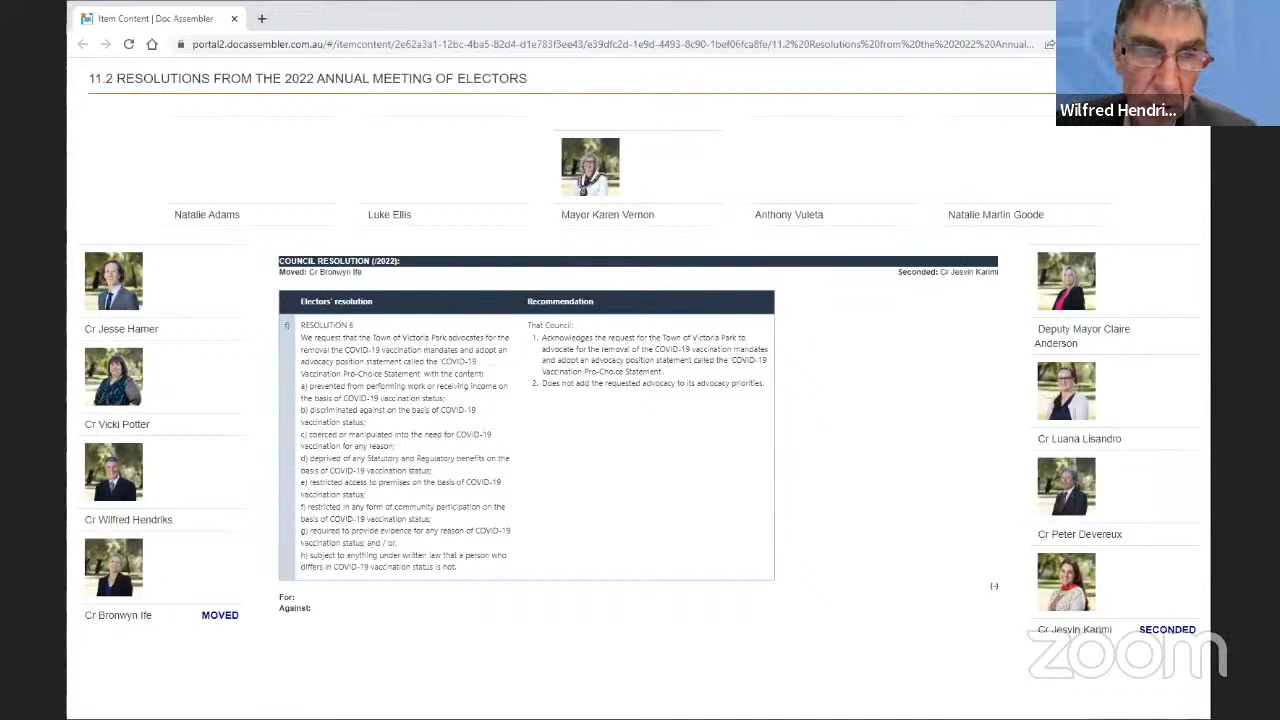 Item Content | Doc Assembler
portal2.docassembler.com.au/#/itemcontent/2e62a3a1-12bc-4ba5-82d4-d1e783f3ee43/e39dfc2d-1e9d-4493-8c90-1bef06fca8fe/11.2%20Resolutions%20from%20the%202022%20Annual...
11.2 RESOLUTIONS FROM THE 2022 ANNUAL MEETING OF ELECTORS
Wilfred Hendri...
Natalie Adams
Luke Ellis
Mayor Karen Vernon
Anthony Vuleta
Natalie Martin Goode
COUNCIL RESOLUTION (/2022):
Moved: Cr Bronwyn Ife
Seconded: Cr Jesvin Karimi
Electors' resolution
Recommendation
f)
RESOLUTION 6
We request that the Town of Victoria Park advocates for the
removal the COVID-19 vaccination mandates and adopt an
advocacy position statement called the 'COVID-19
Vaccination Pro-Choice Statement' with the content:
a) prevented from performing work or receiving income on
the basis of COVID-19 vaccination status;
b) discriminated against on the basis of COVID-19
vaccination status;
c) coerced or manipulated into the need for COVID-19
vaccination for any reason;
d) deprived of any Statutory and Regulatory benefits on the
basis of COVID-19 vaccination status;
e) restricted access to premises on the basis of COVID-19
vaccination status;
f) restricted in any form of community participation on the
basis of COVID-19 vaccination status;
g) required to provide evidence for any reason of COVID-19
vaccination status; and / or,
h) subject to anything under written law that a person who
differs in COVID-19 vaccination status is not.
That Council:
1. Acknowledges the request for the Town of Victoria Park to
advocate for the removal of the COVID-19 vaccination mandates
and adopt an advocacy position statement called the 'COVID-19
Vaccination Pro-Choice Statement'.
2. Does not add the requested advocacy to its advocacy priorities.
(-)
For:
Against:
Cr Jesse Hamer
Cr Vicki Potter
Cr Wilfred Hendriks
Cr Bronwyn Ife MOVED
Deputy Mayor Claire
Anderson
Cr Luana Lisandro
Cr Peter Devereux
Cr Jesvin Karimi SECONDED
zoom